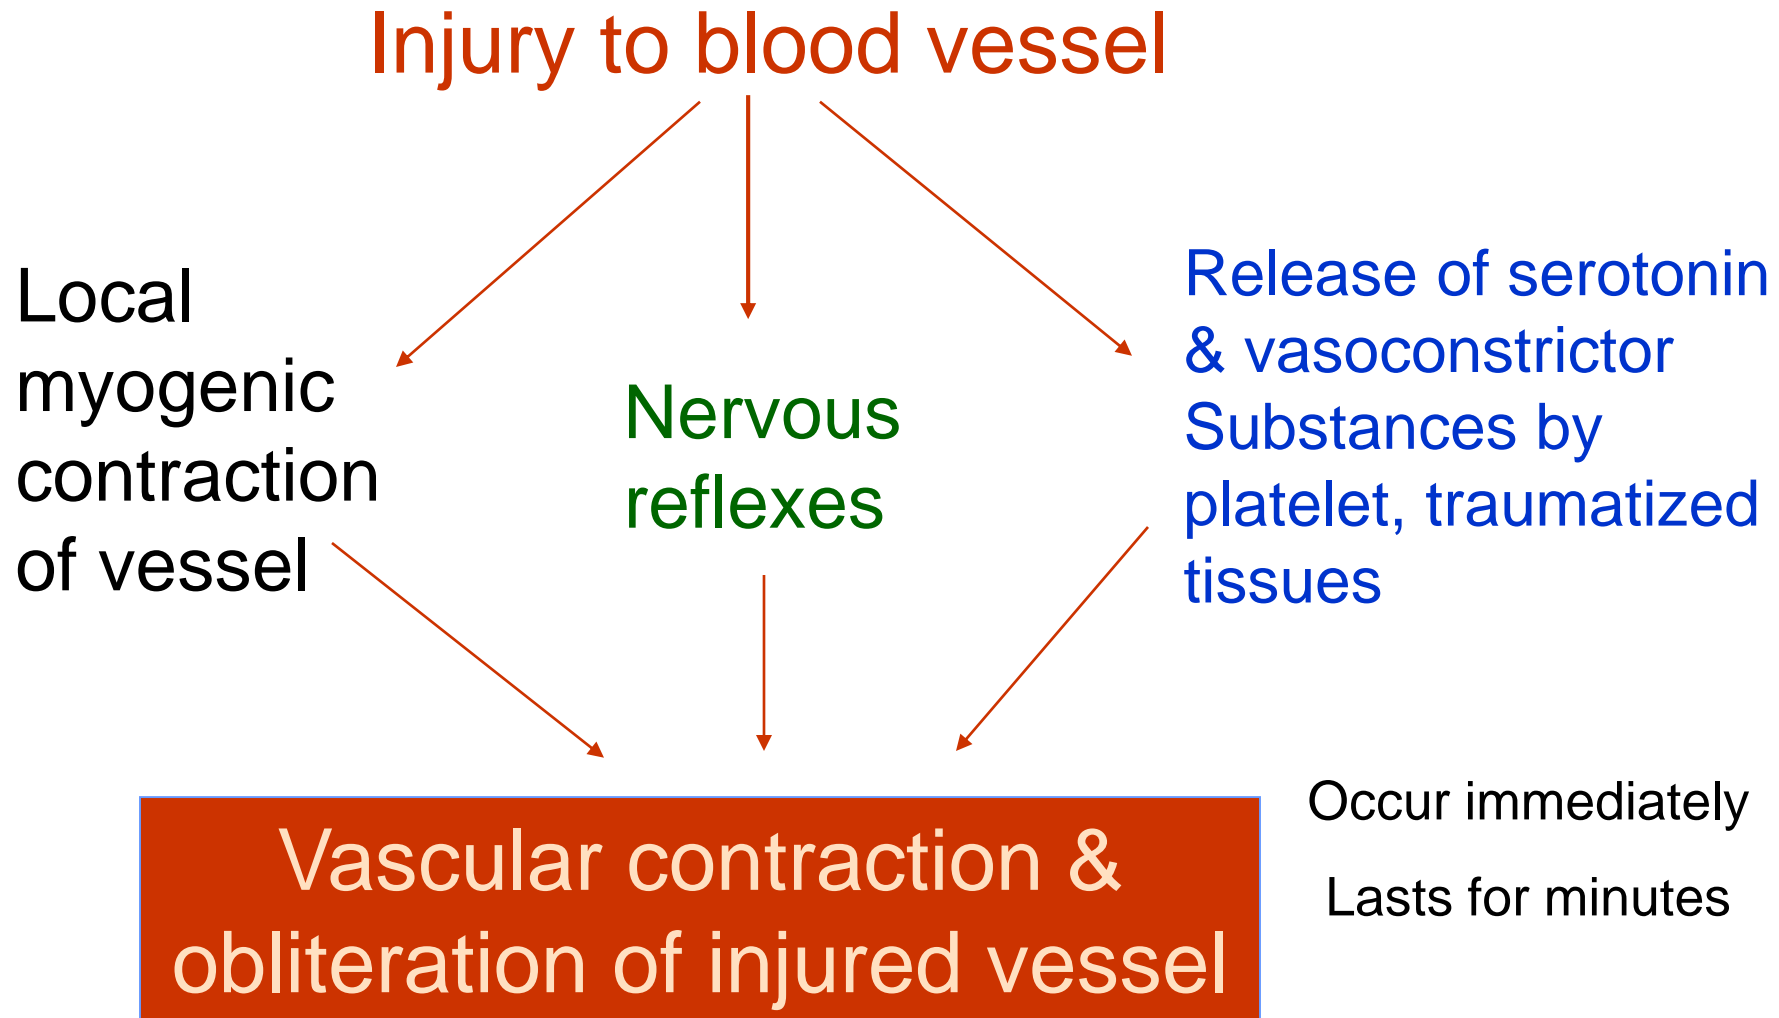 Injury to blood vessel
Local
myogenic
contraction
of vessel
Nervous
reflexes
Release of serotonin
& vasoconstrictor
Substances by
platelet, traumatized
tissues
Vascular contraction &
obliteration of injured vessel
Occur immediately
Lasts for minutes